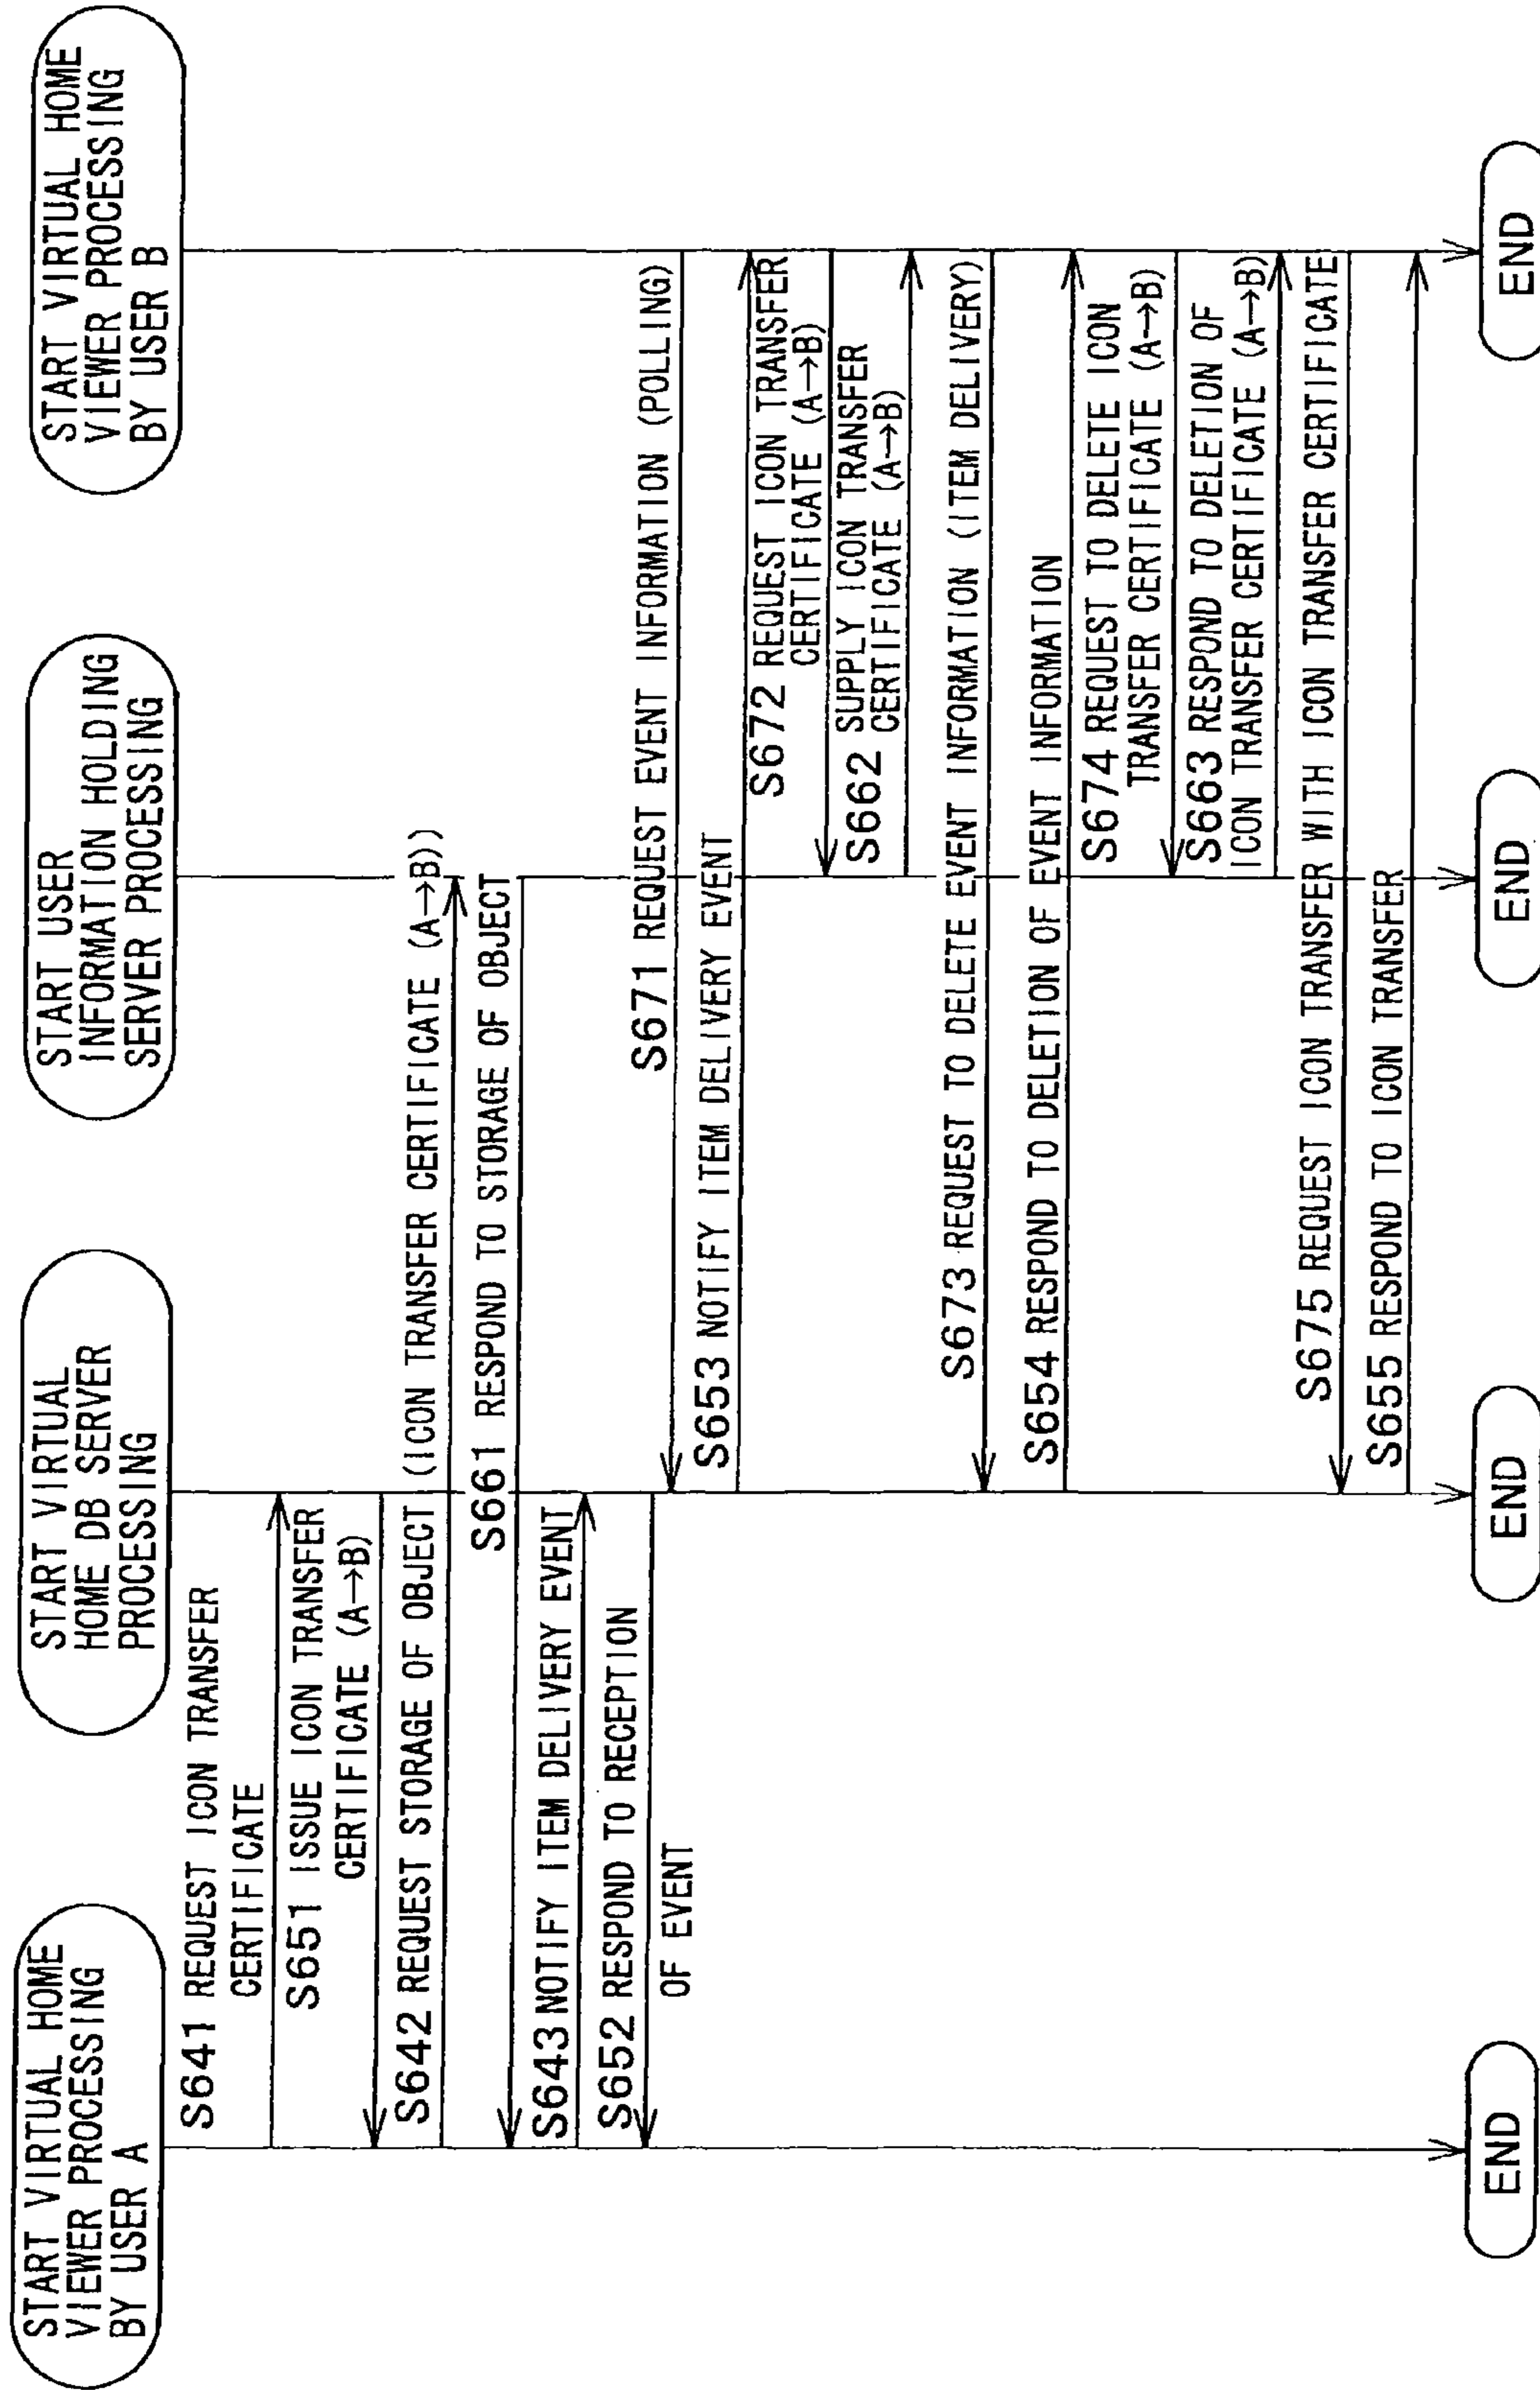 START VIRTUAL HOME
VIEWER PROCESSING
BY USER A
START VIRTUAL
HOME DB SERVER
PROCESSING
START USER
INFORMATION HOLDING
SERVER PROCESSING
START VIRTUAL HOME
VIEWER PROCESSING
BY USER B
S641 REQUEST ICON TRANSFER
CERTIFICATE
S651 ISSUE ICON TRANSFER
CERTIFICATE (A→B)
S642 REQUEST STORAGE OF OBJECT (ICON TRANSFER CERTIFICATE (A→B))
S661 RESPOND TO STORAGE OF OBJECT
S643 NOTIFY ITEM DELIVERY EVENT
S652 RESPOND TO RECEPTION
OF EVENT
S671 REQUEST EVENT INFORMATION (POLLING)
S653 NOTIFY ITEM DELIVERY EVENT
S672 REQUEST ICON TRANSFER
CERTIFICATE (A→B)
S662 SUPPLY ICON TRANSFER
CERTIFICATE (A→B)
S673 REQUEST TO DELETE EVENT INFORMATION (ITEM DELIVERY)
S654 RESPOND TO DELETION OF EVENT INFORMATION
S674 REQUEST TO DELETE ICON
TRANSFER CERTIFICATE (A→B)
S663 RESPOND TO DELETION OF
ICON TRANSFER CERTIFICATE (A→B)
S675 REQUEST ICON TRANSFER WITH ICON TRANSFER CERTIFICATE
S655 RESPOND TO ICON TRANSFER
END
END
END
END